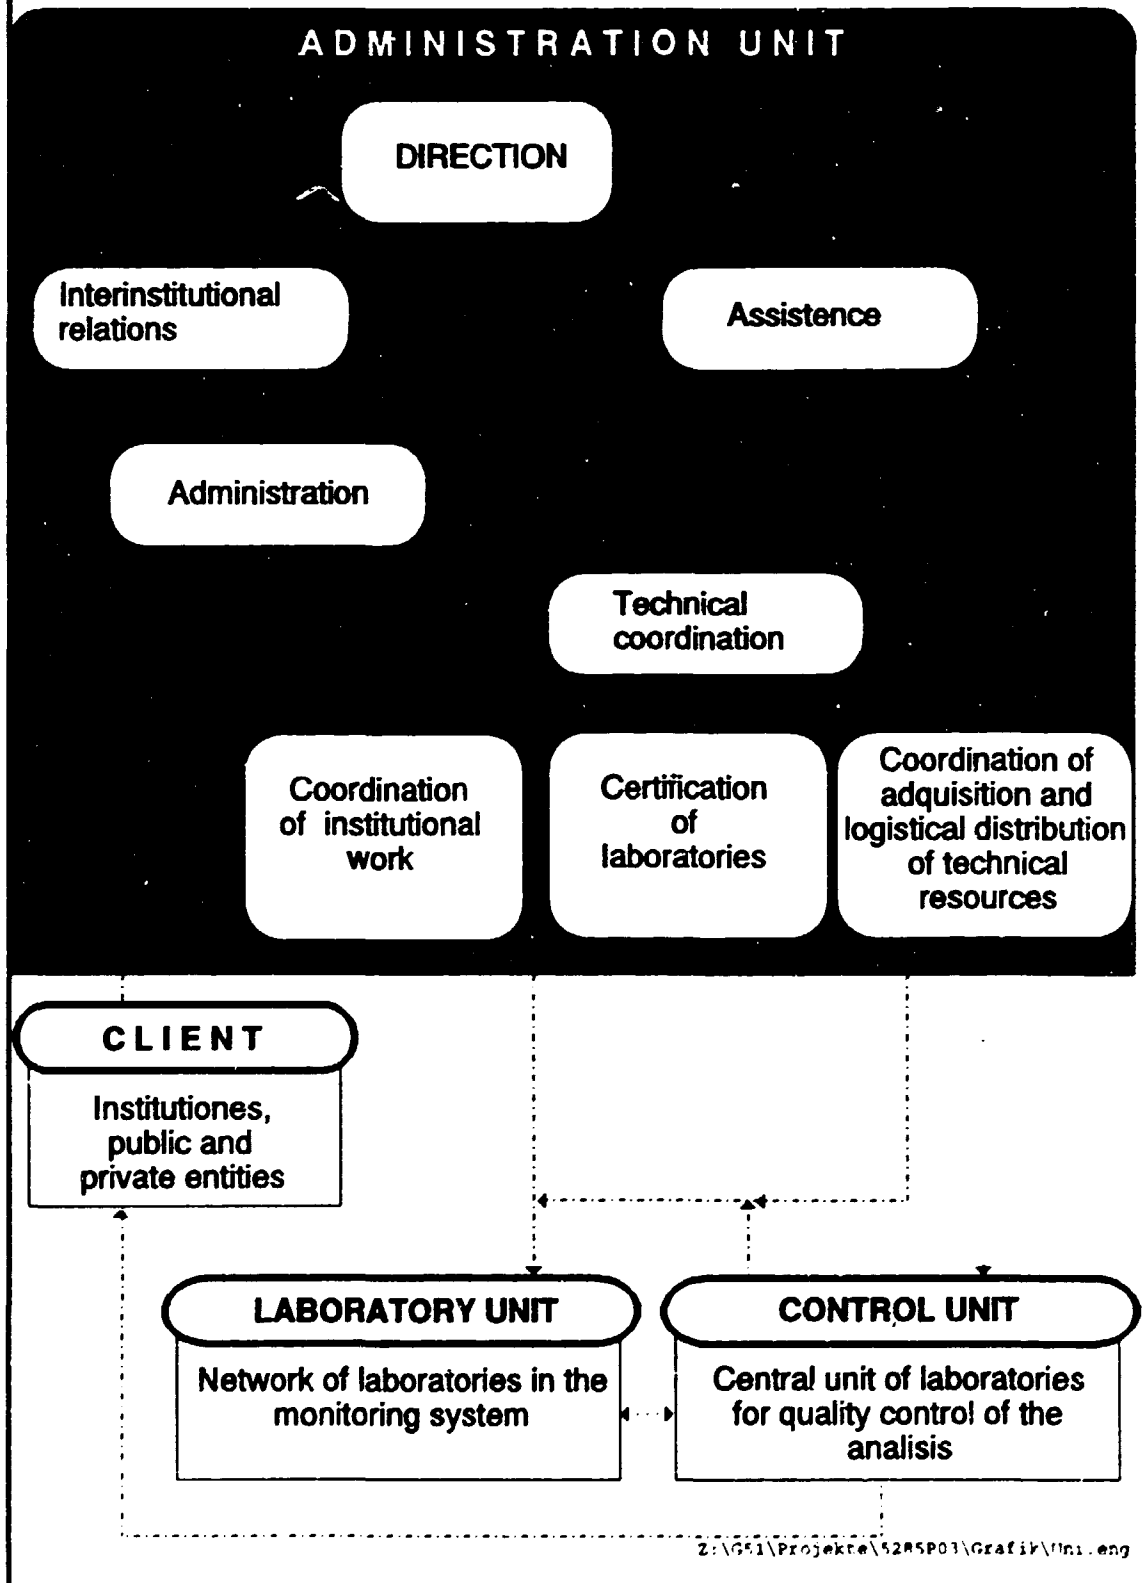 ADMINISTRATION UNIT
DIRECTION
Interinstitutional
relations
Assistence
Administration
Technical
coordination
Coordination
of institutional
work
Certification
of
laboratories
Coordination of
adquisition and
logistical distribution
of technical
resources
CLIENT
Institutiones,
public and
private entities
LABORATORY UNIT
Network of laboratories in the
monitoring system
CONTROL UNIT
Central unit of laboratories
for quality control of the
analisis